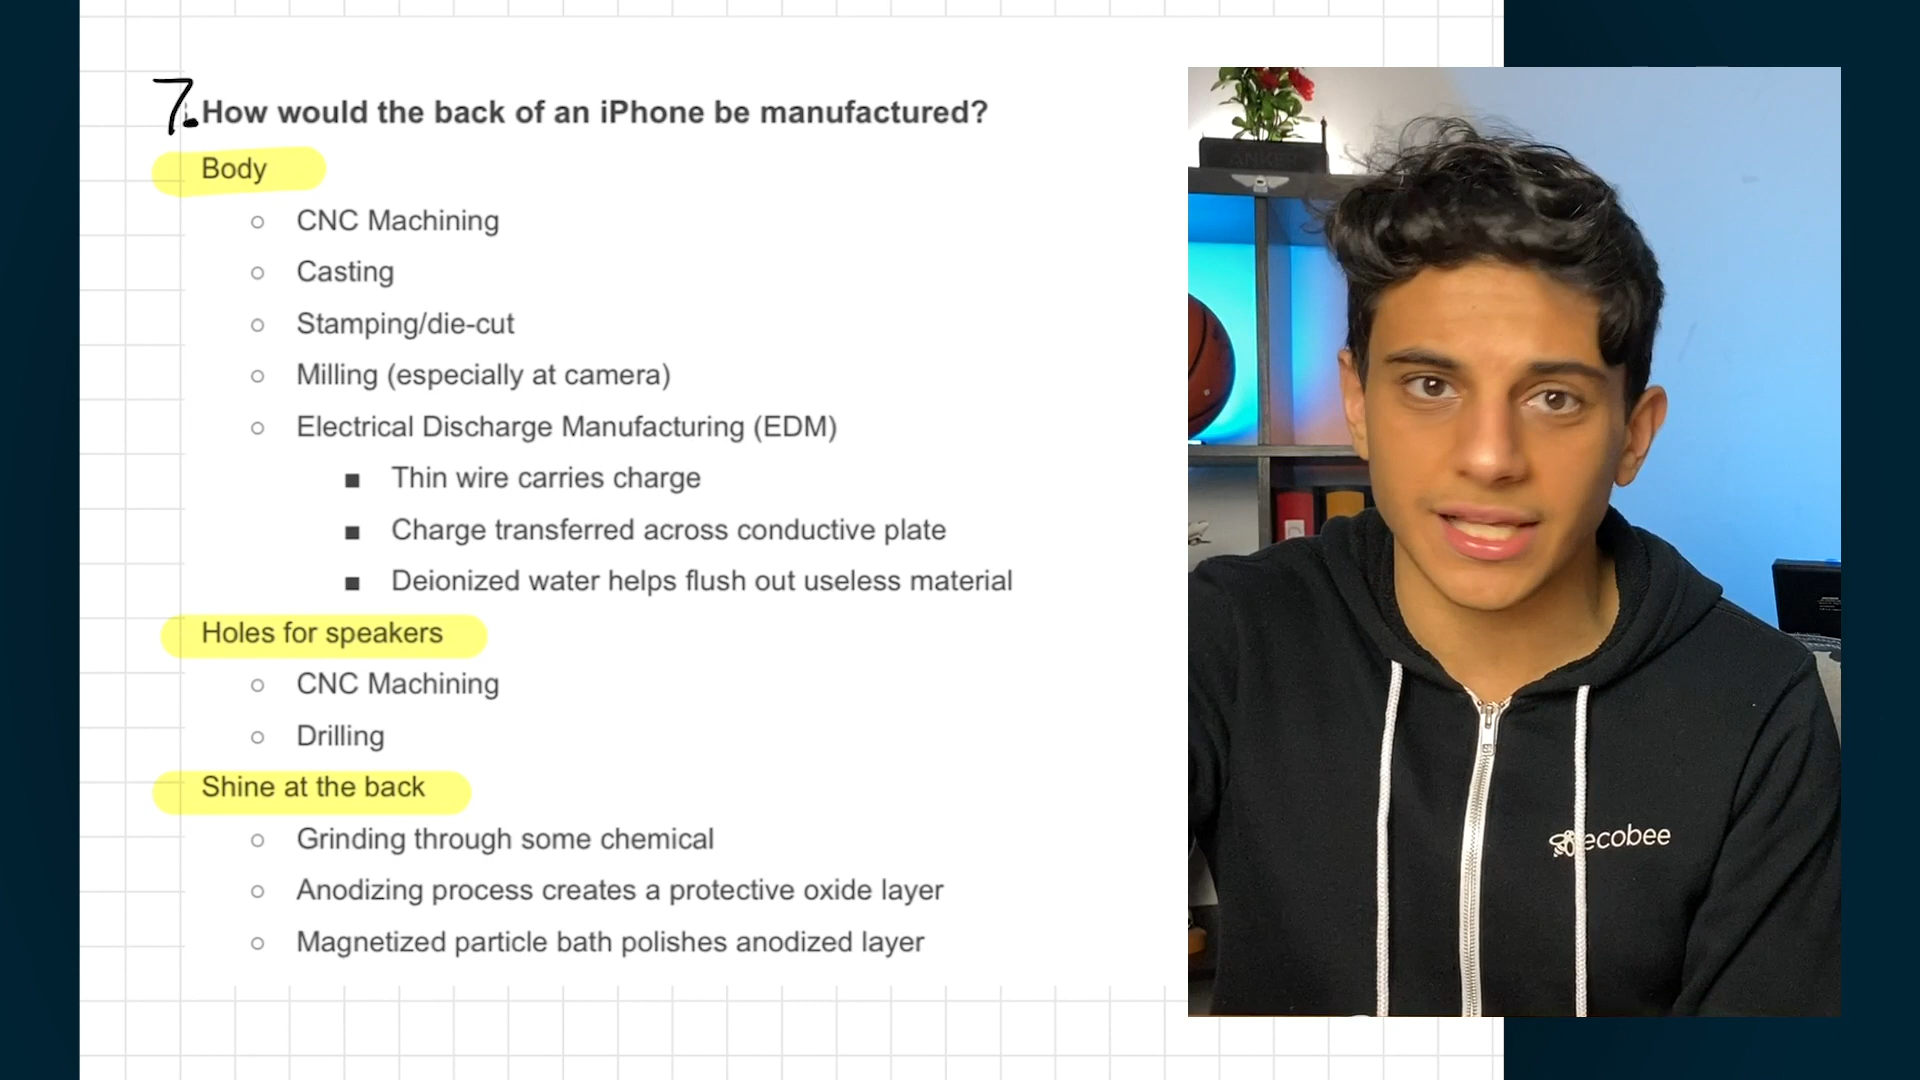 7. How would the back of an iPhone be manufactured?
Body
○ CNC Machining
○ Casting
○ Stamping/die-cut
○ Milling (especially at camera)
○ Electrical Discharge Manufacturing (EDM)
■ Thin wire carries charge
■ Charge transferred across conductive plate
■ Deionized water helps flush out useless material
Holes for speakers
○ CNC Machining
○ Drilling
Shine at the back
○ Grinding through some chemical
○ Anodizing process creates a protective oxide layer
○ Magnetized particle bath polishes anodized layer
ANKER
ecobee